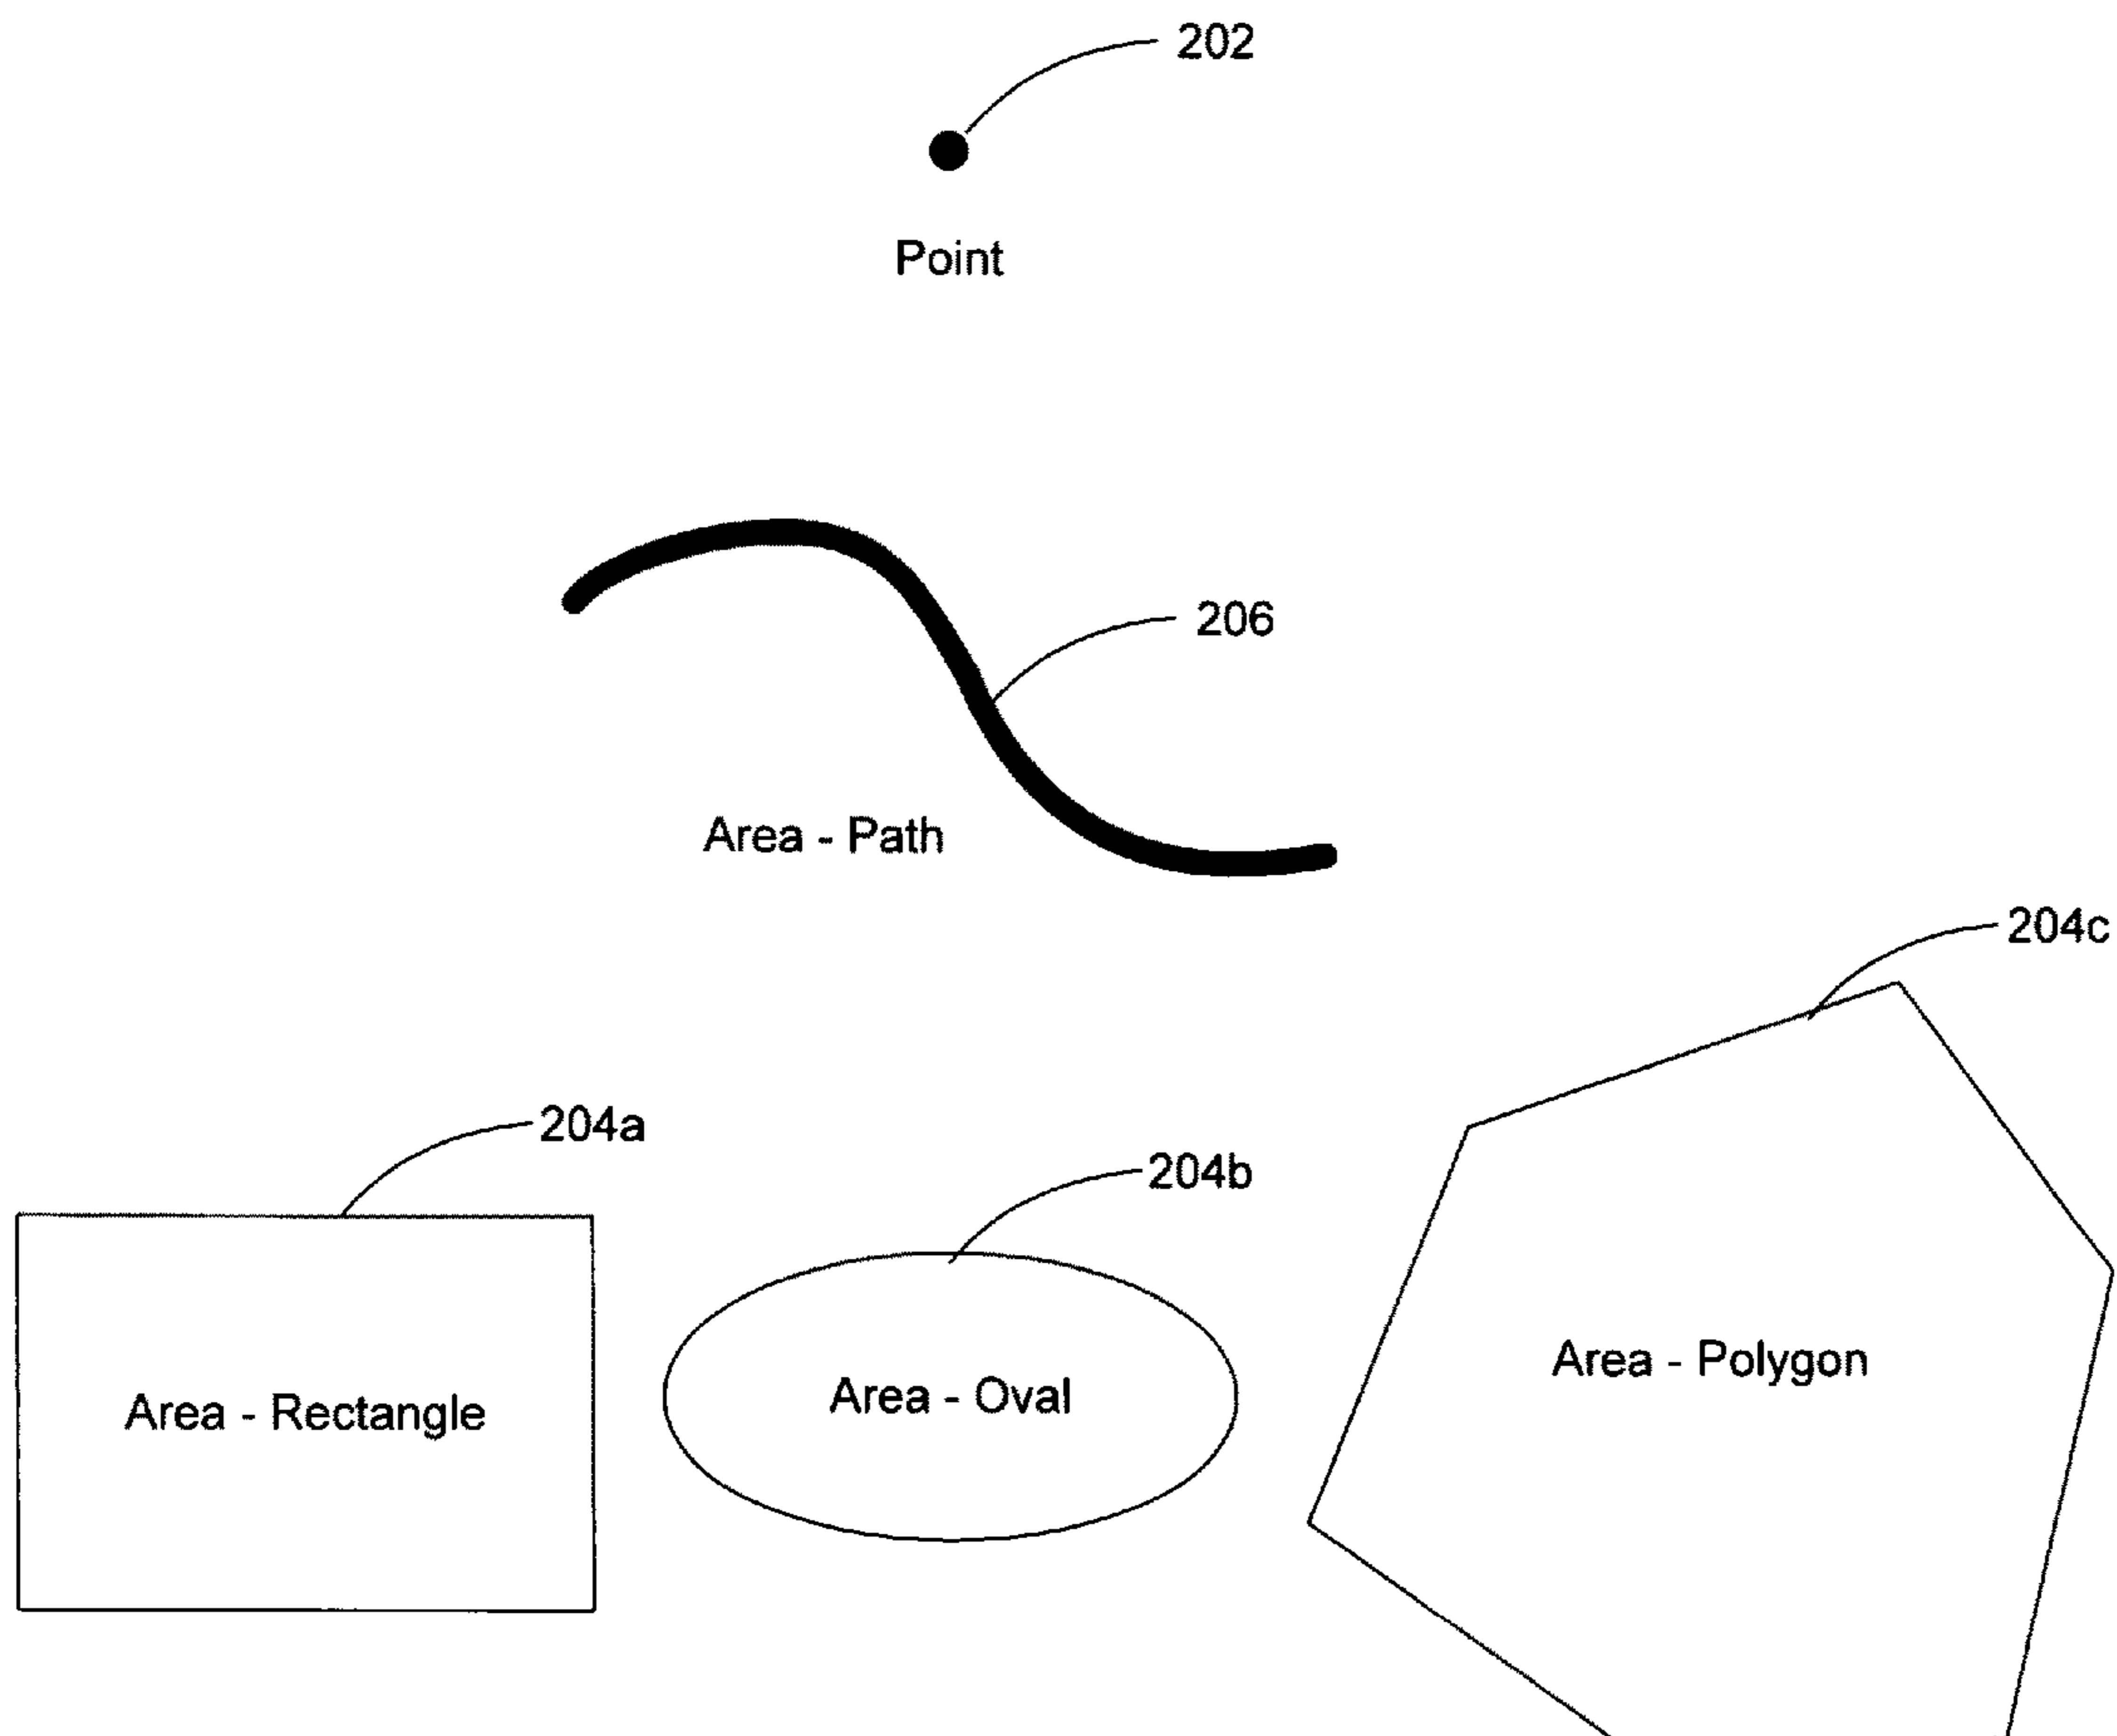 202
Point
206
Area - Path
204c
204a
204b
Area - Polygon
Area - Oval
Area - Rectangle